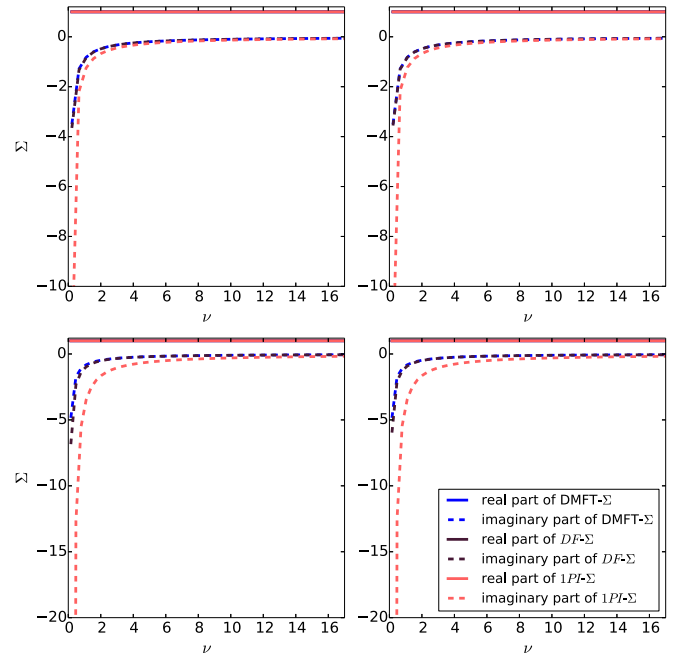 0
−2
−4
−6
−8
−10
Σ
0 2 4 6 8 10 12 14 16
ν
0
−2
−4
−6
−8
−10
0 2 4 6 8 10 12 14 16
ν
0
−5
−10
−15
−20
Σ
0 2 4 6 8 10 12 14 16
ν
0
−5
−10
−15
−20
0 2 4 6 8 10 12 14 16
ν
real part of DMFT-Σ
imaginary part of DMFT-Σ
real part of DF-Σ
imaginary part of DF-Σ
real part of 1PI-Σ
imaginary part of 1PI-Σ